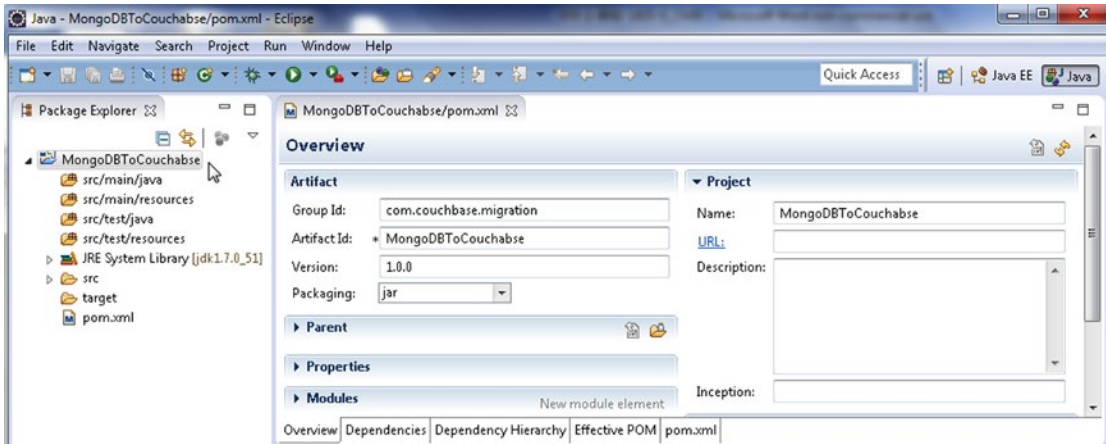 Java - MongoDBToCouchabse/pom.xml - Eclipse
File Edit Navigate Search Project Run Window Help
Quick Access
Java EE
Java
Package Explorer
MongoDBToCouchabse
src/main/java
src/main/resources
src/test/java
src/test/resources
JRE System Library [jdk1.7.0_51]
src
target
pom.xml
MongoDBToCouchabse/pom.xml
Overview
Artifact
Group Id: com.couchbase.migration
Artifact Id: * MongoDBToCouchabse
Version: 1.0.0
Packaging: jar
Parent
Properties
Modules
New module element
Project
Name: MongoDBToCouchabse
URL:
Description:
Inception:
Overview Dependencies Dependency Hierarchy Effective POM pom.xml